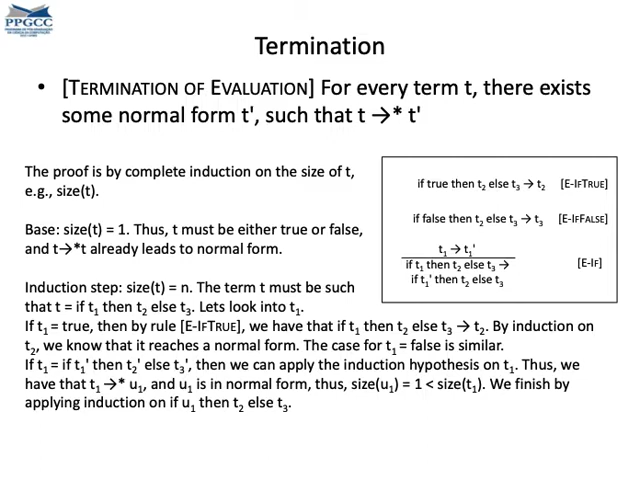 PPGCC
Termination
• [TERMINATION OF EVALUATION] For every term t, there exists
some normal form t', such that t →* t'
The proof is by complete induction on the size of t,
e.g., size(t).
Base: size(t) = 1. Thus, t must be either true or false,
and t→*t already leads to normal form.
Induction step: size(t) = n. The term t must be such
that t = if t₁ then t₂ else t₃. Lets look into t₁.
If t₁ = true, then by rule [E-IFTRUE], we have that if t₁ then t₂ else t₃ → t₂. By induction on
t₂, we know that it reaches a normal form. The case for t₁ = false is similar.
If t₁ = if t₁' then t₂' else t₃', then we can apply the induction hypothesis on t₁. Thus, we
have that t₁ →* u₁, and u₁ is in normal form, thus, size(u₁) = 1 < size(t₁). We finish by
applying induction on if u₁ then t₂ else t₃.
if true then t₂ else t₃ → t₂ [E-IFTRUE]
if false then t₂ else t₃ → t₃ [E-IFFALSE]
t₁ → t₁'
if t₁ then t₂ else t₃ →
if t₁' then t₂ else t₃
[E-IF]